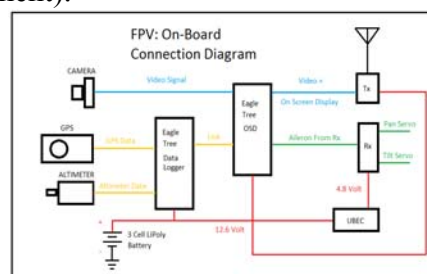 ment).
FPV: On-Board
Connection Diagram
CAMERA
Video Signal
Video +
On Screen Display
Tx
Eagle
Tree
OSD
Pan Servo
GPS
GPS Data
Eagle
Tree
Data
Logger
Link
Aileron From Rx
Rx
Tilt Servo
ALTIMETER
Altimeter Data
4.8 Volt
+
3 Cell LiPoly
Battery
-
12.6 Volt
UBEC